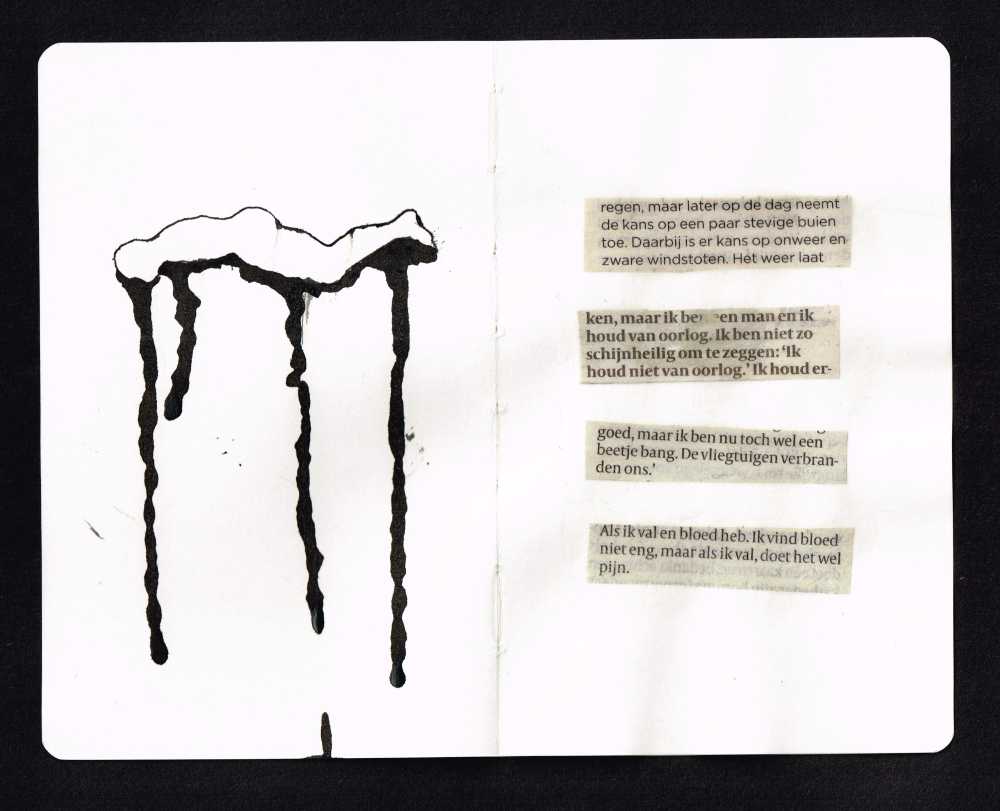 regen, maar later op de dag neemt
de kans op een paar stevige buien
toe. Daarbij is er kans op onweer en
zware windstoten. Het weer laat
ken, maar ik ben een man en ik
houd van oorlog. Ik ben niet zo
schijnheilig om te zeggen: ‘Ik
houd niet van oorlog.’ Ik houd er-
goed, maar ik ben nu toch wel een
beetje bang. De vliegtuigen verbran-
den ons.’
Als ik val en bloed heb. Ik vind bloed
niet eng, maar als ik val, doet het wel
pijn.